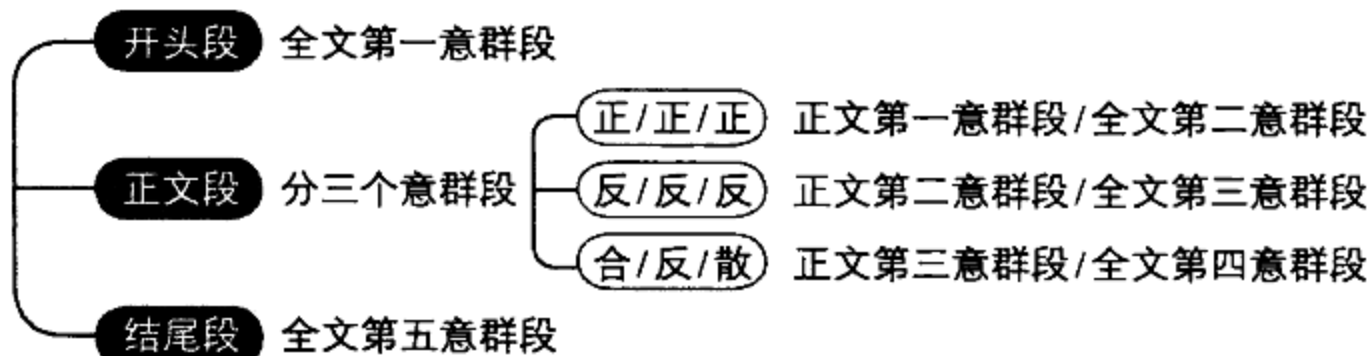 开头段 全文第一意群段
正/正/正 正文第一意群段/全文第二意群段
正文段 分三个意群段 反/反/反 正文第二意群段/全文第三意群段
合/反/散 正文第三意群段/全文第四意群段
结尾段 全文第五意群段